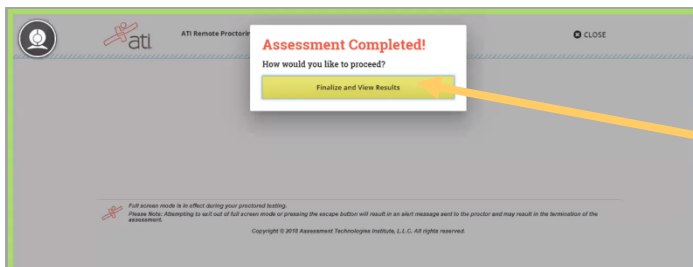 ati
ATI Remote Proctorin
Assessment Completed!
CLOSE
How would you like to proceed?
Finalize and View Results
Full screen mode is in effect during your proctored testing.
Please Note: Attempting to exit out of full screen mode or pressing the escape button will result in an alert message sent to the proctor and may result in the termination of the
assessment.
Copyright © 2015 Assessment Technologies Institute, L.L.C. All rights reserved.